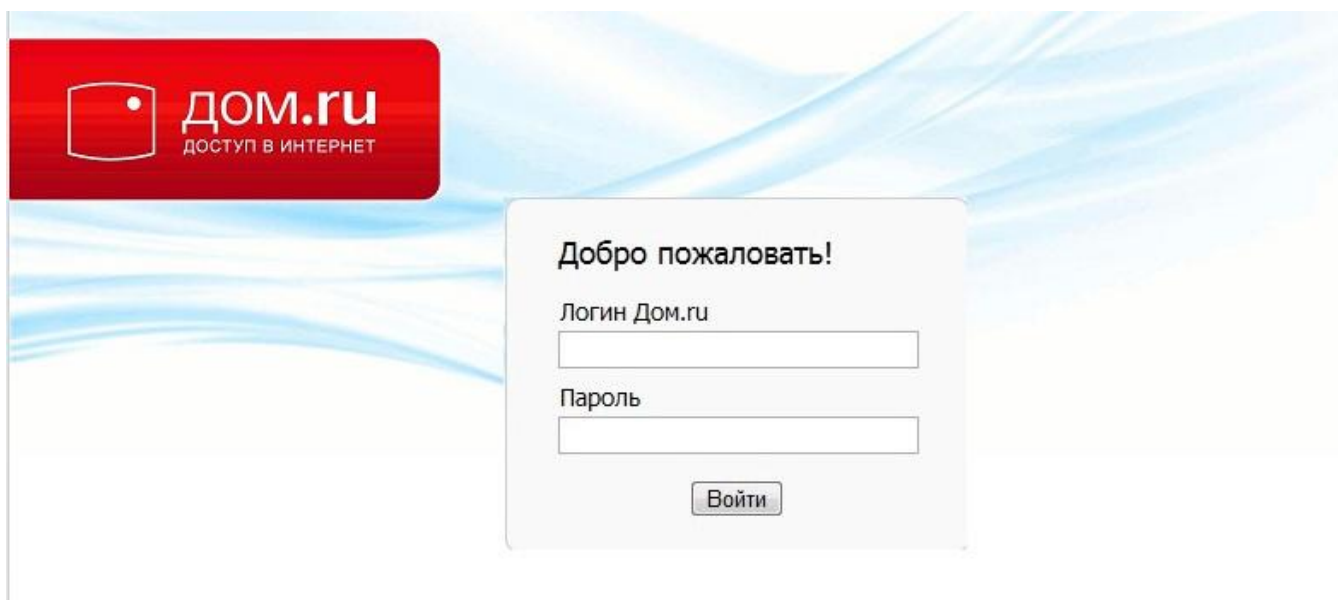 ДОМ.ru
ДОСТУП В ИНТЕРНЕТ
Добро пожаловать!
Логин Дом.ru
Пароль
Войти